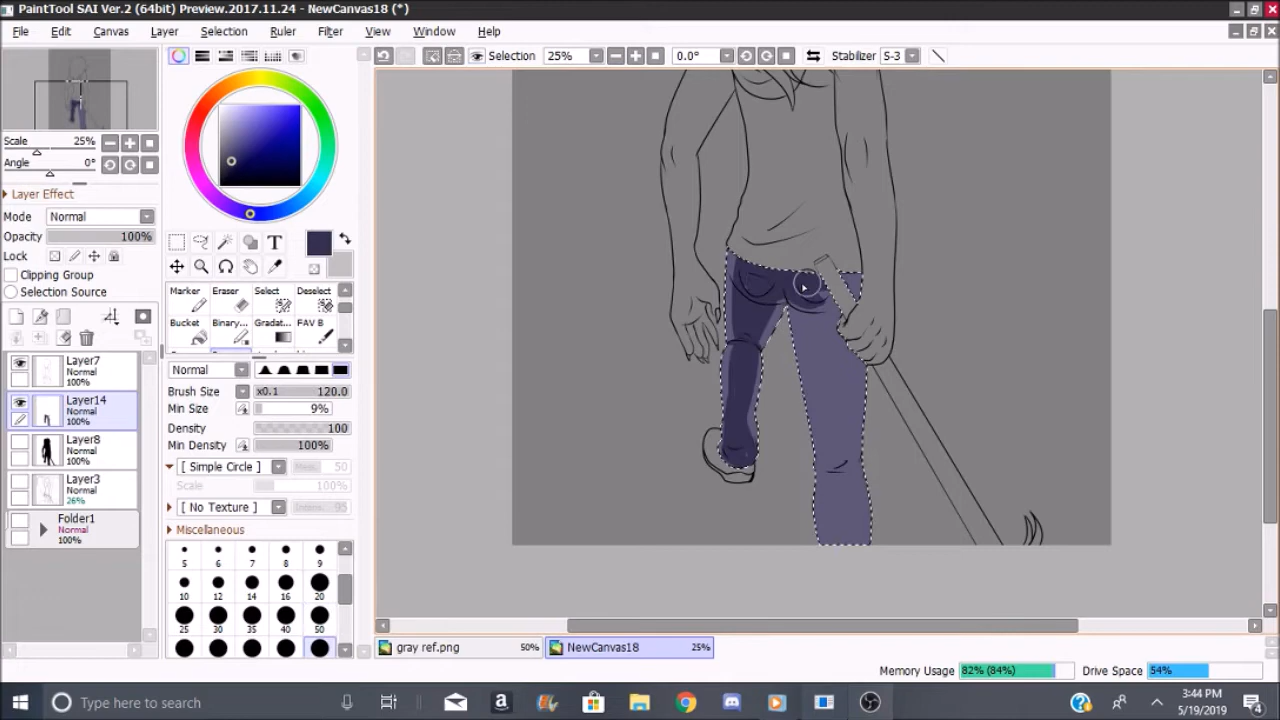 PaintTool SAI Ver.2 (64bit) Preview.2017.11.24 - NewCanvas18 (*)
File Edit Canvas Layer Selection Ruler Filter View Window Help
Selection 25% 0.0° Stabilizer S-3
Scale 25%
Angle 0°
Layer Effect
Mode Normal
Opacity 100%
Lock
Clipping Group
Selection Source
Layer7
Normal
100%
Layer14
Normal
100%
Layer8
Normal
100%
Layer3
Normal
26%
Folder1
Normal
100%
T
Marker Eraser Select Deselect
Bucket Binary... Gradat... FAV B
Normal
Brush Size x0.1 120.0
Min Size 9%
Density 100
Min Density 100%
[ Simple Circle ] 50
Scale 100%
[ No Texture ] 95
Miscellaneous
5 6 7 8 9
10 12 14 16 20
25 30 35 40 50
gray ref.png 50% NewCanvas18 25%
Memory Usage 82% (84%) Drive Space 54%
Type here to search
3:44 PM
5/19/2019
4